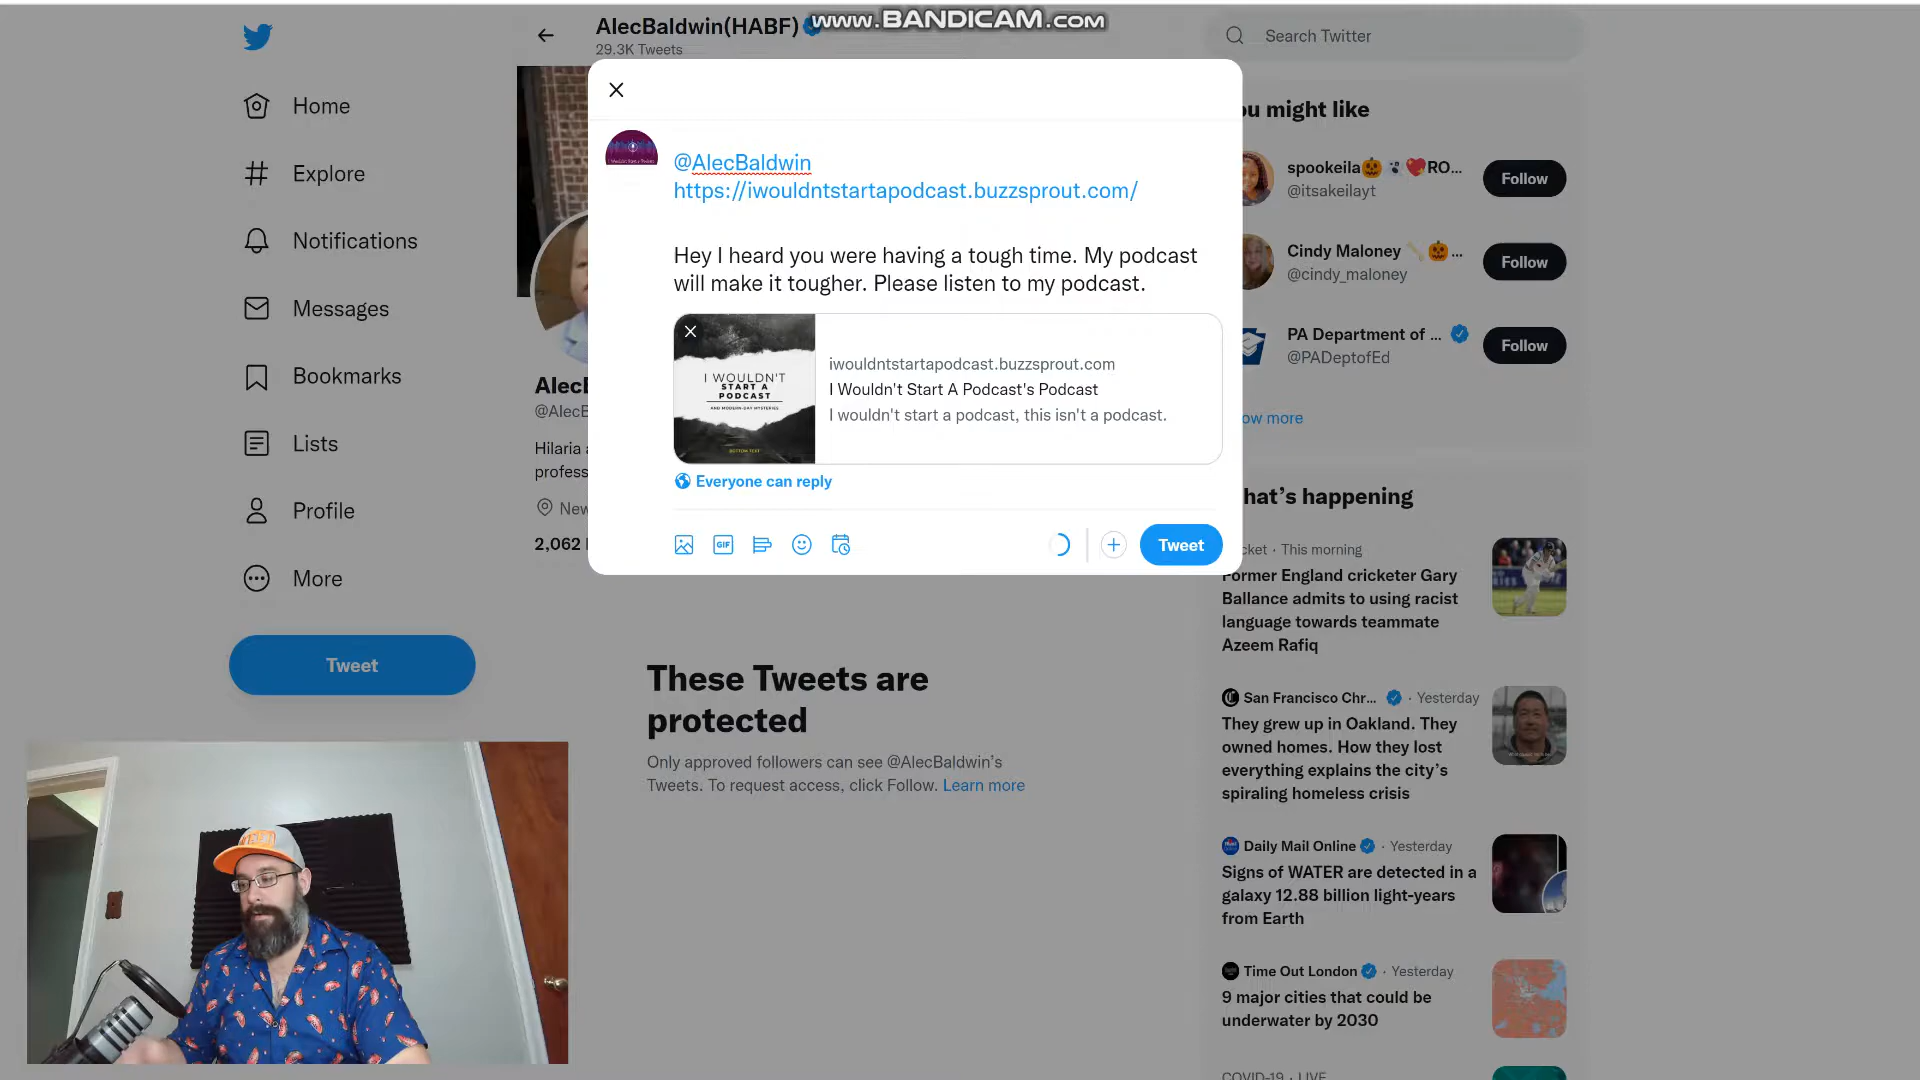 www.BANDICAM.com
AlecBaldwin(HABF)
29.3K Tweets
Search Twitter
Home
Explore
Notifications
Messages
Bookmarks
Lists
Profile
More
Tweet
@AlecBaldwin
https://iwouldntstartapodcast.buzzsprout.com/
Hey I heard you were having a tough time. My podcast
will make it tougher. Please listen to my podcast.
I WOULDN'T
START A
PODCAST
AND MODERN-DAY MYSTERIES
BOTTOM TEXT
iwouldntstartapodcast.buzzsprout.com
I Wouldn't Start A Podcast's Podcast
I wouldn't start a podcast, this isn't a podcast.
Everyone can reply
GIF
Tweet
Hilaria
profess
New
2,062
These Tweets are
protected
Only approved followers can see @AlecBaldwin's
Tweets. To request access, click Follow. Learn more
ou might like
spookeila RO...
@itsakeilayt
Follow
Cindy Maloney ...
@cindy_maloney
Follow
PA Department of ...
@PADeptofEd
Follow
ow more
hat's happening
cket · This morning
Former England cricketer Gary
Ballance admits to using racist
language towards teammate
Azeem Rafiq
San Francisco Chr... · Yesterday
They grew up in Oakland. They
owned homes. How they lost
everything explains the city's
spiraling homeless crisis
Daily Mail Online · Yesterday
Signs of WATER are detected in a
galaxy 12.88 billion light-years
from Earth
Time Out London · Yesterday
9 major cities that could be
underwater by 2030
COVID-19 · LIVE